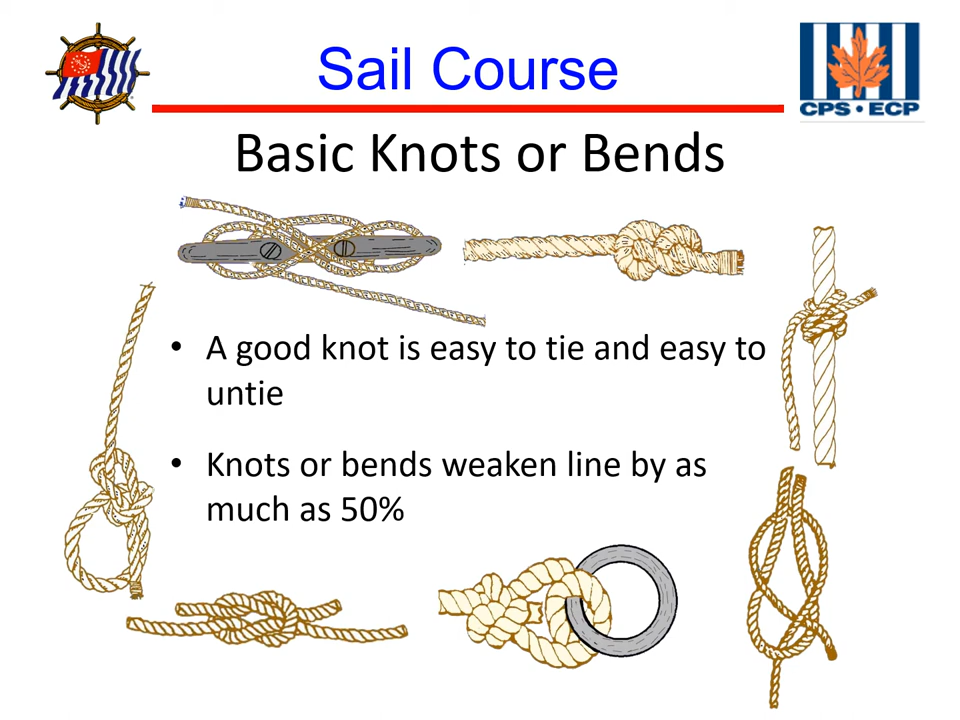 Sail Course
CPS • ECP
Basic Knots or Bends
• A good knot is easy to tie and easy to
untie
• Knots or bends weaken line by as
much as 50%